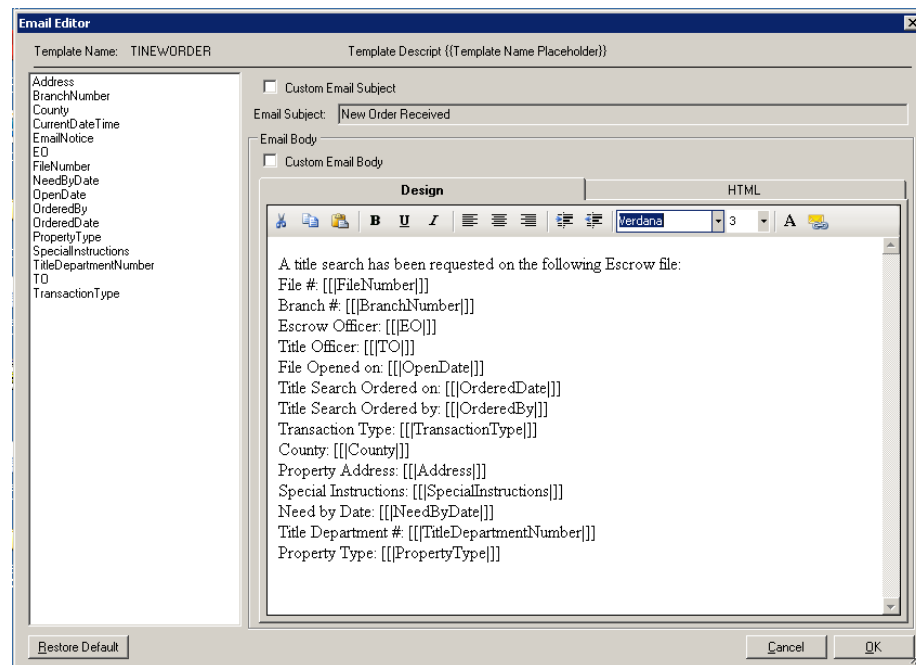 Email Editor
Template Name: TINEWORDER Template Descript {{Template Name Placeholder}}
Address
BranchNumber
County
CurrentDateTime
EmailNotice
EO
FileNumber
NeedByDate
OpenDate
OrderedBy
OrderedDate
PropertyType
SpecialInstructions
TitleDepartmentNumber
TO
TransactionType
Custom Email Subject
Email Subject: New Order Received
Email Body
Custom Email Body
Design HTML
B U I Verdana 3 A
A title search has been requested on the following Escrow file:
File #: [[|FileNumber|]]
Branch #: [[|BranchNumber|]]
Escrow Officer: [[|EO|]]
Title Officer: [[|TO|]]
File Opened on: [[|OpenDate|]]
Title Search Ordered on: [[|OrderedDate|]]
Title Search Ordered by: [[|OrderedBy|]]
Transaction Type: [[|TransactionType|]]
County: [[|County|]]
Property Address: [[|Address|]]
Special Instructions: [[|SpecialInstructions|]]
Need by Date: [[|NeedByDate|]]
Title Department #: [[|TitleDepartmentNumber|]]
Property Type: [[|PropertyType|]]
Restore Default Cancel OK